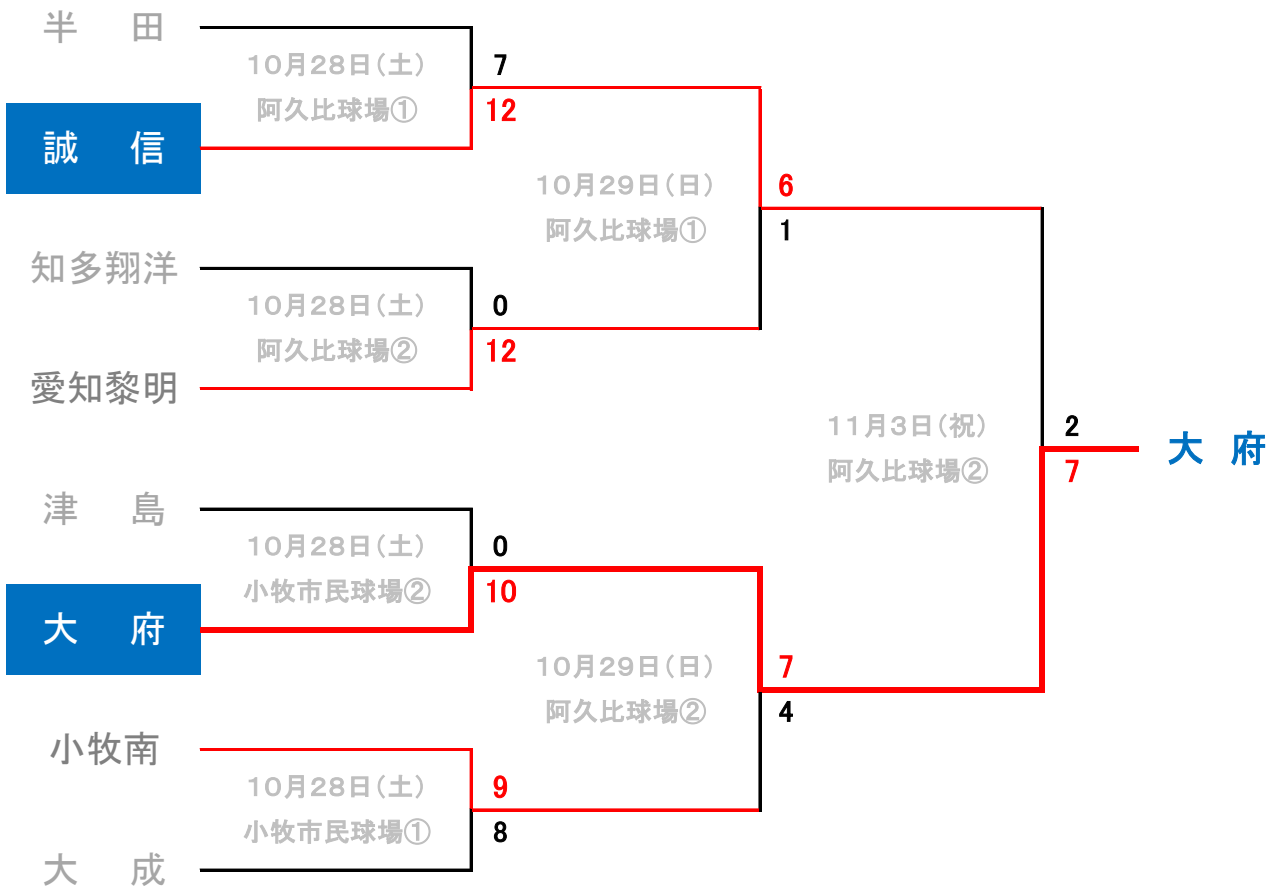 半　田
10月28日(土)
7
阿久比球場①
12
誠　信
10月29日(日)
6
阿久比球場①
1
知多翔洋
10月28日(土)
0
阿久比球場②
12
愛知黎明
11月3日(祝)
2
大　府
阿久比球場②
7
津　島
10月28日(土)
0
小牧市民球場②
10
大　府
10月29日(日)
7
阿久比球場②
4
小牧南
10月28日(土)
9
小牧市民球場①
8
大　成